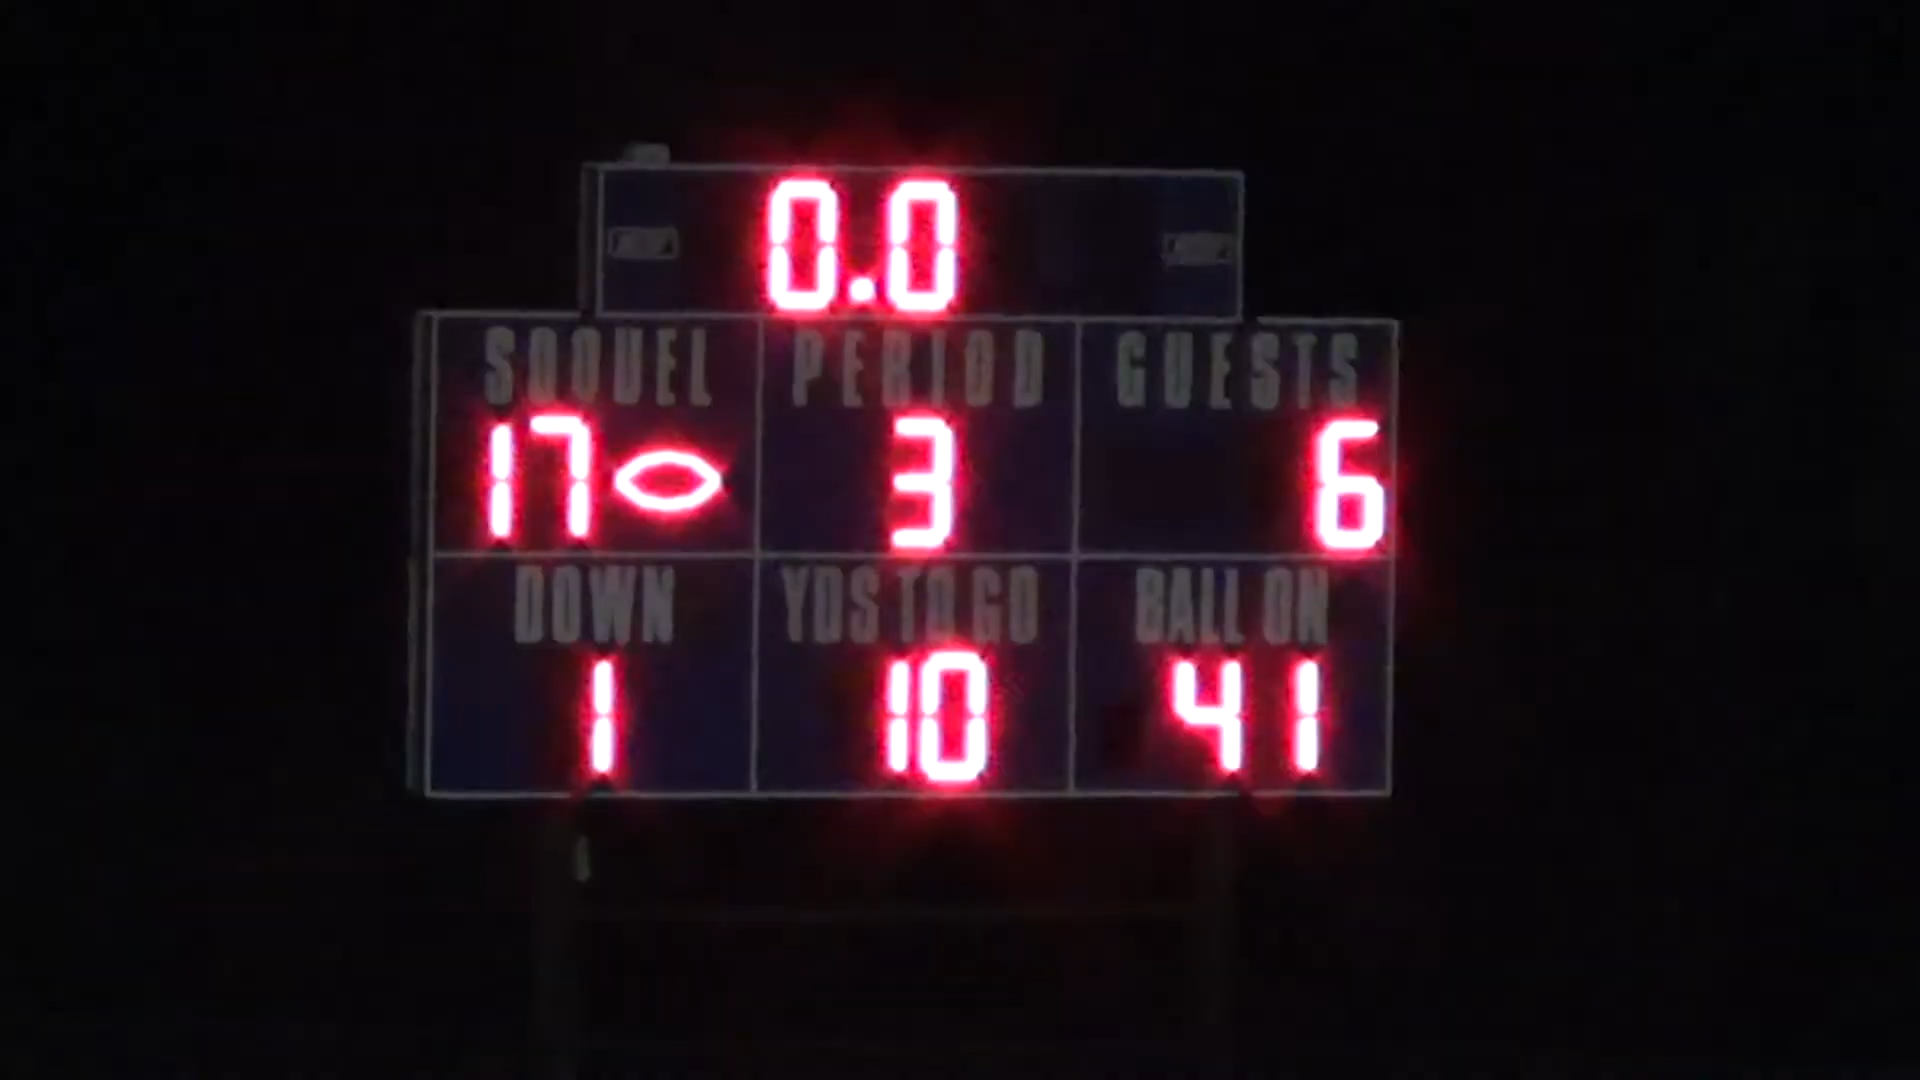 0.0
SOQUEL PERIOD GUESTS
17 3 6
DOWN YDS TO GO BALL ON
1 10 41